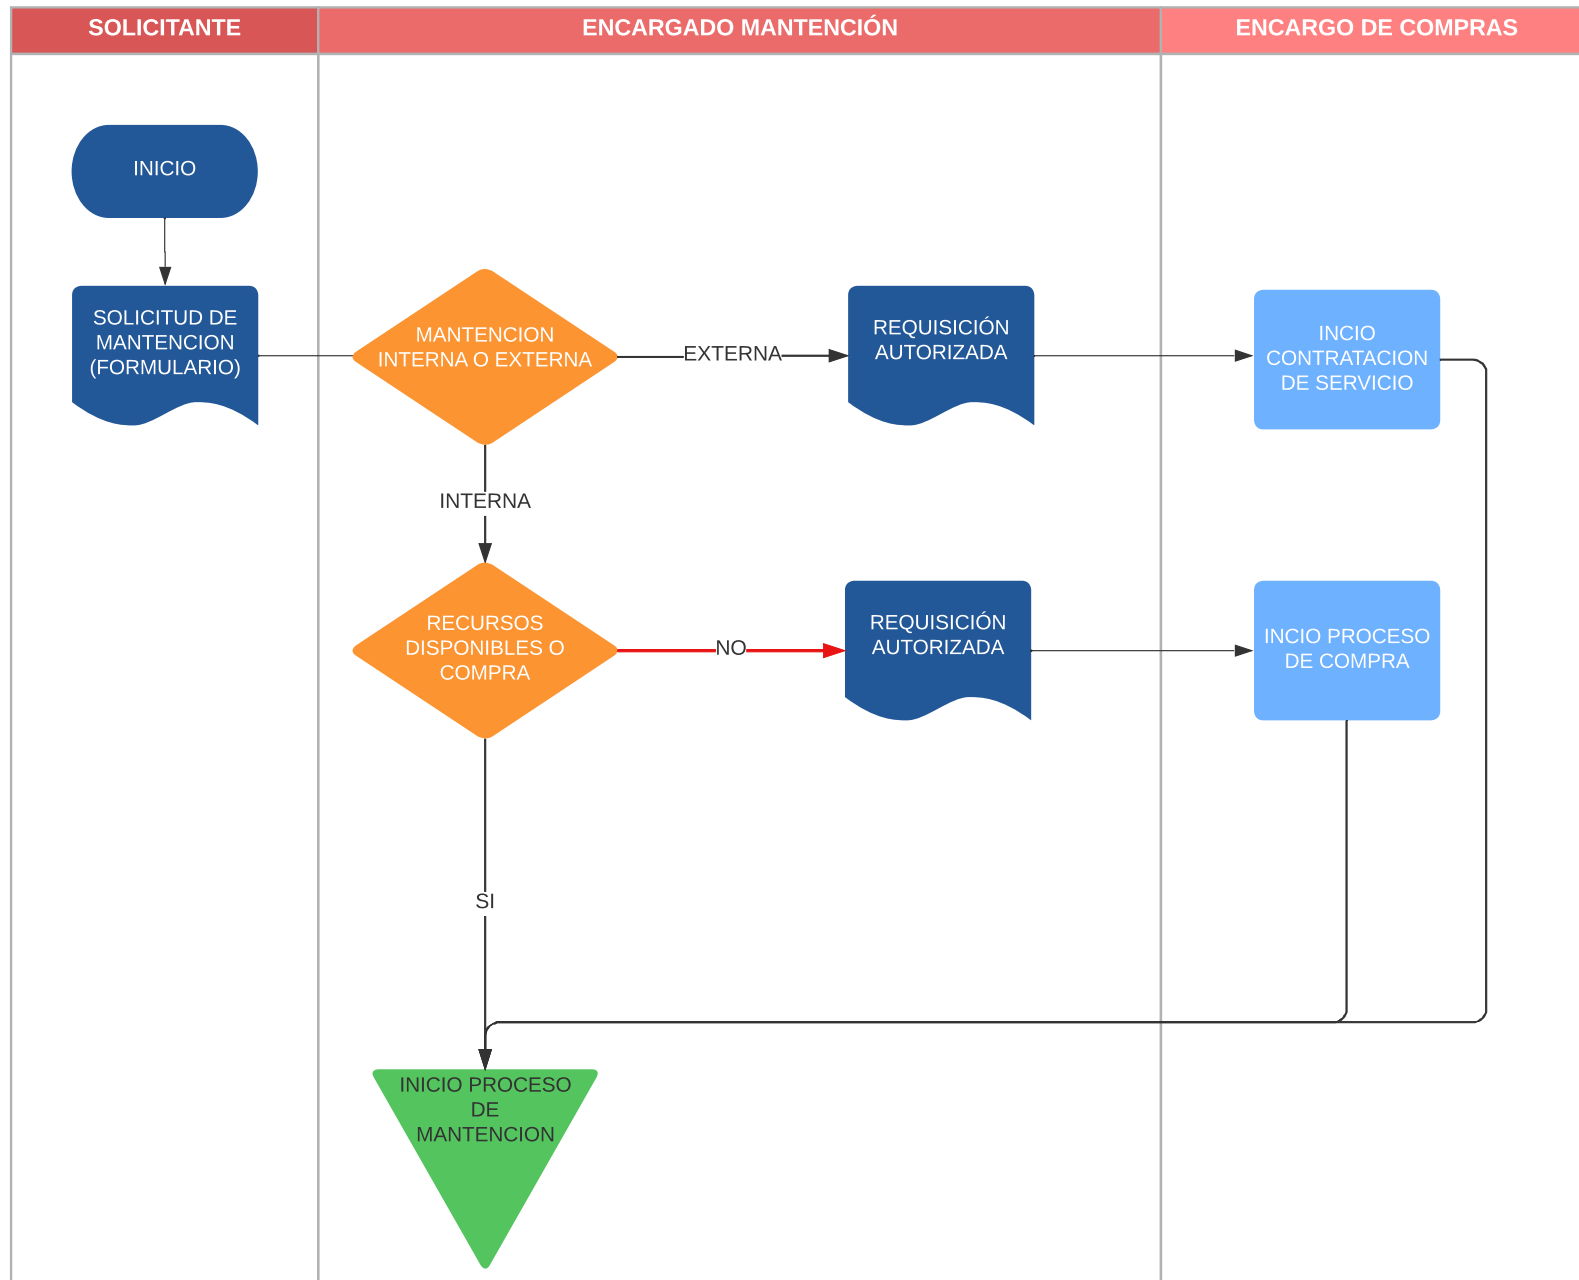 SOLICITANTE
ENCARGADO MANTENCIÓN
ENCARGO DE COMPRAS
INICIO
SOLICITUD DE
MANTENCION
(FORMULARIO)
MANTENCION
INTERNA O EXTERNA
EXTERNA
REQUISICIÓN
AUTORIZADA
INCIO
CONTRATACION
DE SERVICIO
INTERNA
RECURSOS
DISPONIBLES O
COMPRA
NO
REQUISICIÓN
AUTORIZADA
INCIO PROCESO
DE COMPRA
SI
INICIO PROCESO
DE
MANTENCION